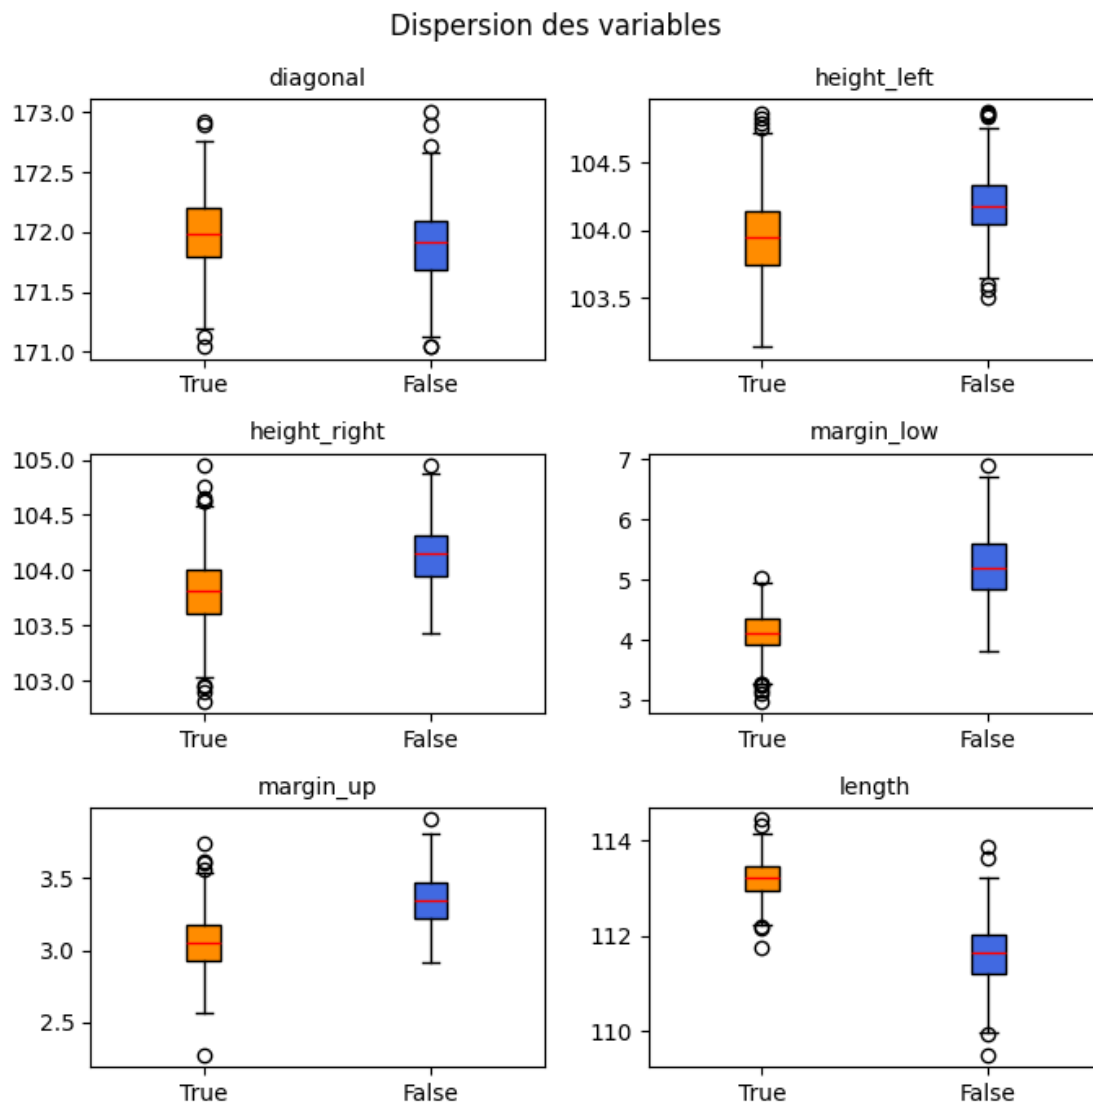 Dispersion des variables
diagonal
173.0
172.5
172.0
171.5
171.0
True False
height_left
104.5
104.0
103.5
True False
height_right
105.0
104.5
104.0
103.5
103.0
True False
margin_low
7
6
5
4
3
True False
margin_up
3.5
3.0
2.5
True False
length
114
112
110
True False